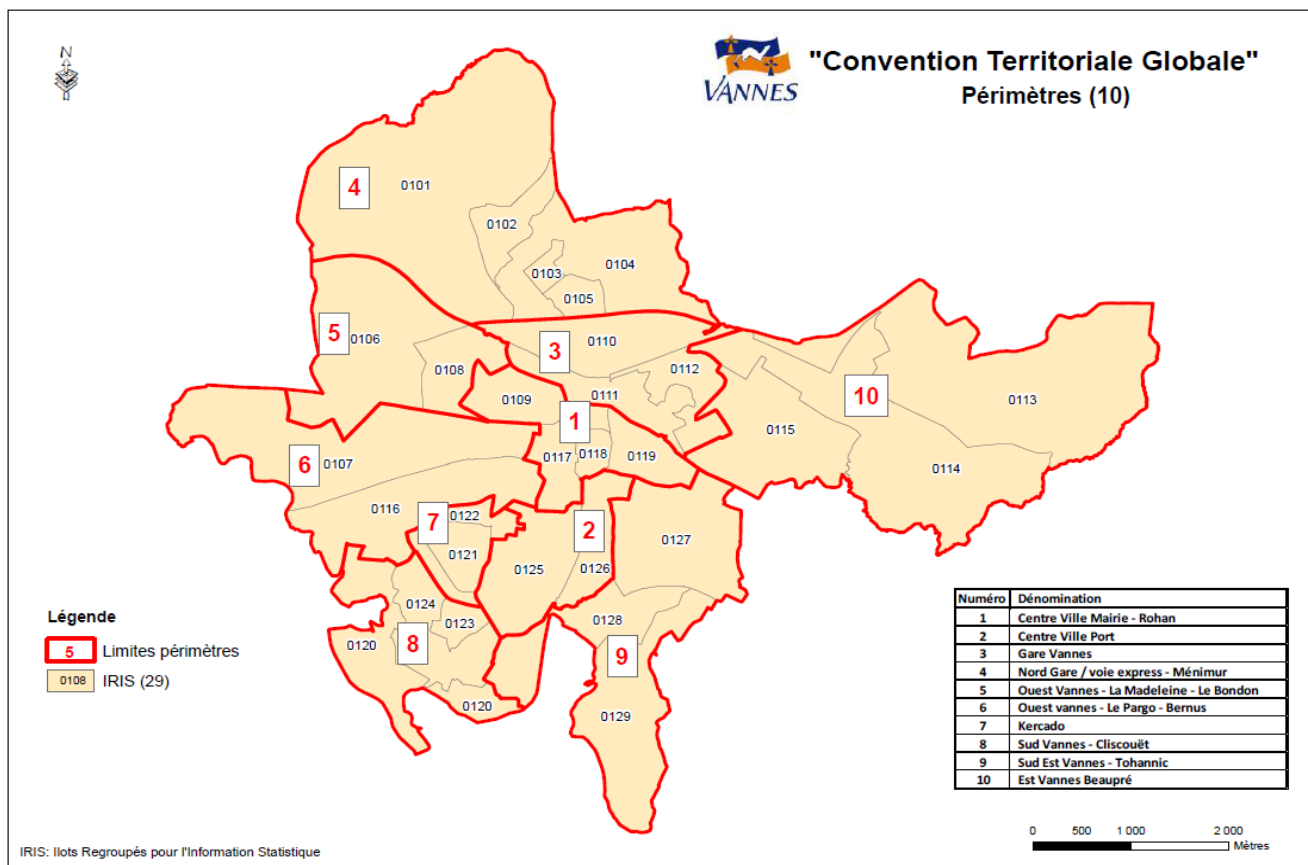 N
VANNES
"Convention Territoriale Globale"
Périmètres (10)
4
0101
0102
0104
0103
0105
5
0106
3
0110
0108
0112
0111
0109
10
0113
1
0115
0117
0118
0119
0114
6
0107
0116
7
0122
2
0127
0121
0125
0126
0124
0123
0128
8
0120
9
0120
0129
Légende
5 Limites périmètres
0108 IRIS (29)
Numéro Dénomination
1 Centre Ville Mairie - Rohan
2 Centre Ville Port
3 Gare Vannes
4 Nord Gare / voie express - Ménimur
5 Ouest Vannes - La Madeleine - Le Bondon
6 Ouest vannes - Le Pargo - Bernus
7 Kercado
8 Sud Vannes - Cliscouët
9 Sud Est Vannes - Tohannic
10 Est Vannes Beaupré
0 500 1 000 2 000
Mètres
IRIS: Ilots Regroupés pour l'Information Statistique